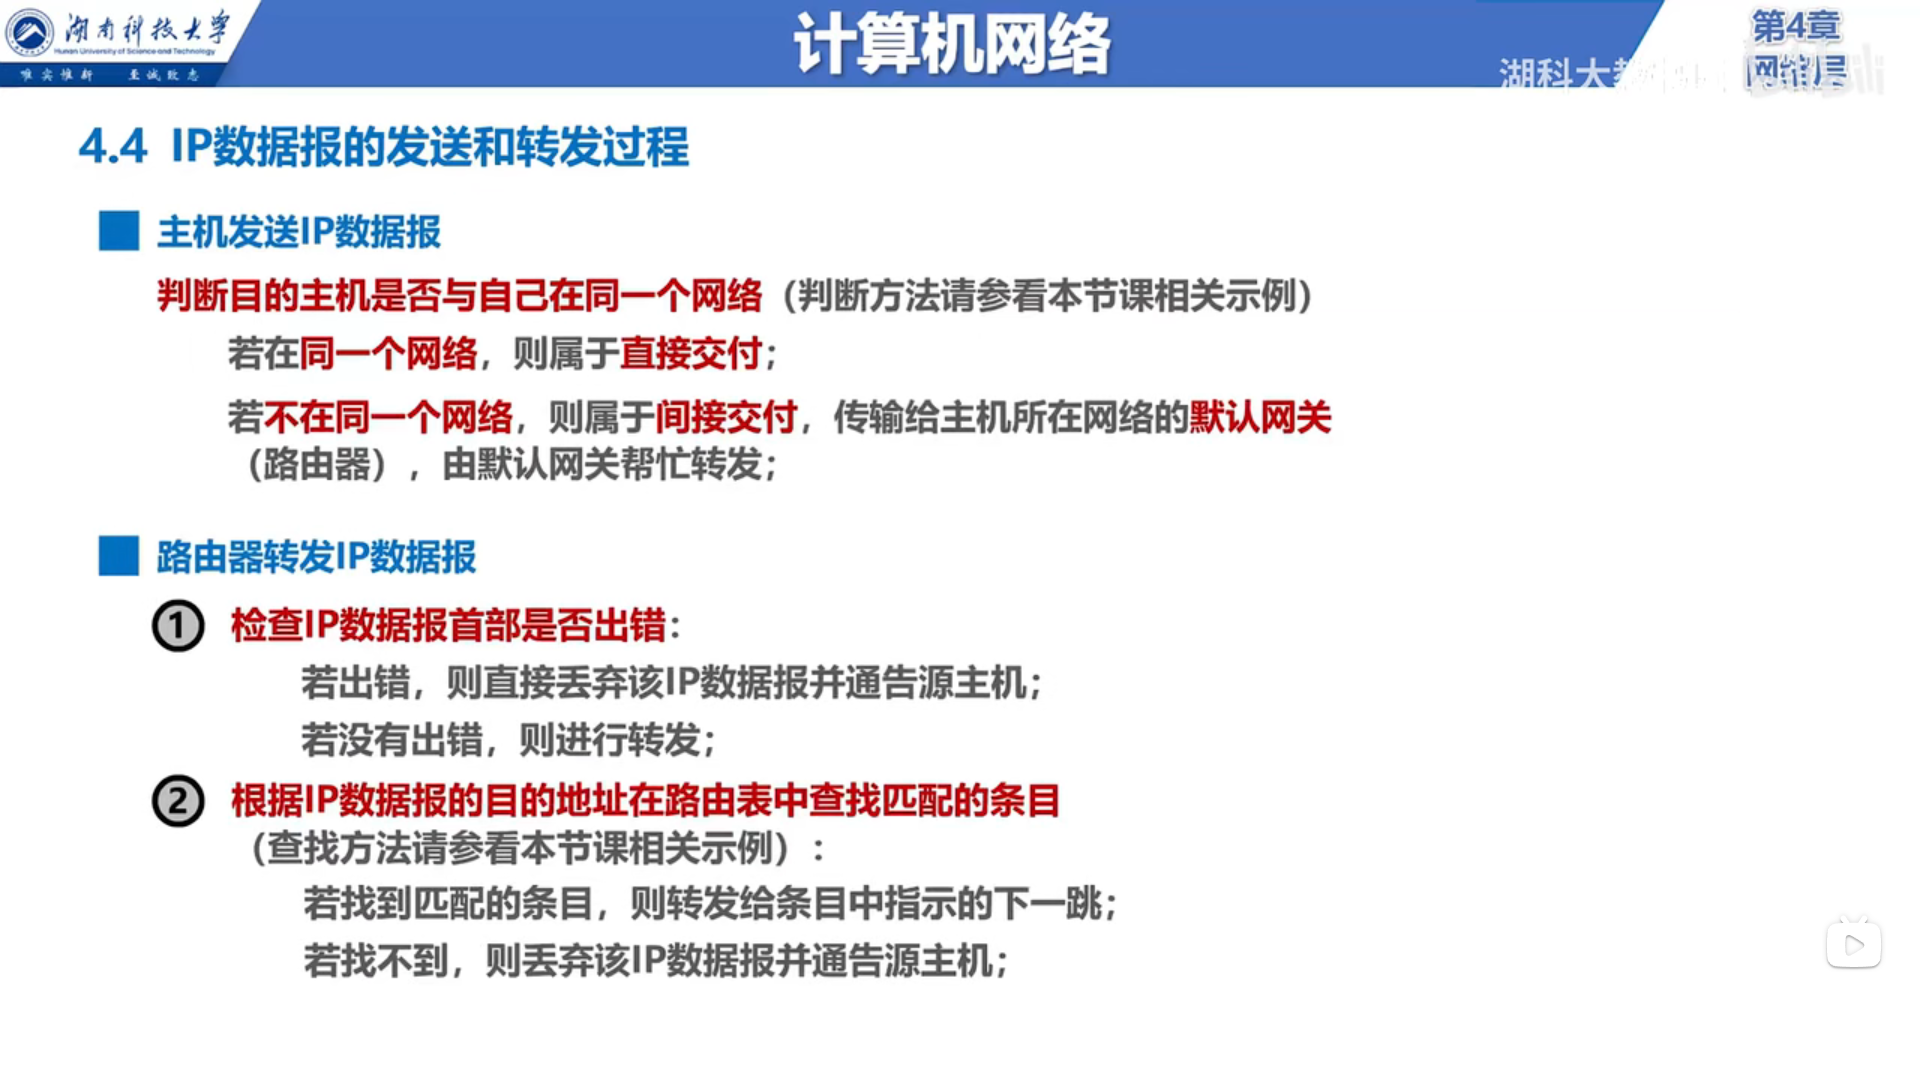 湖南科技大学
Hunan University of Science and Technology
唯实惟新 至诚致志
计算机网络
第4章
网络层
湖科大
4.4 IP数据报的发送和转发过程
主机发送IP数据报
判断目的主机是否与自己在同一个网络（判断方法请参看本节课相关示例）
若在同一个网络，则属于直接交付；
若不在同一个网络，则属于间接交付，传输给主机所在网络的默认网关
（路由器），由默认网关帮忙转发；
路由器转发IP数据报
① 检查IP数据报首部是否出错：
若出错，则直接丢弃该IP数据报并通告源主机；
若没有出错，则进行转发；
② 根据IP数据报的目的地址在路由表中查找匹配的条目
（查找方法请参看本节课相关示例）：
若找到匹配的条目，则转发给条目中指示的下一跳；
若找不到，则丢弃该IP数据报并通告源主机；